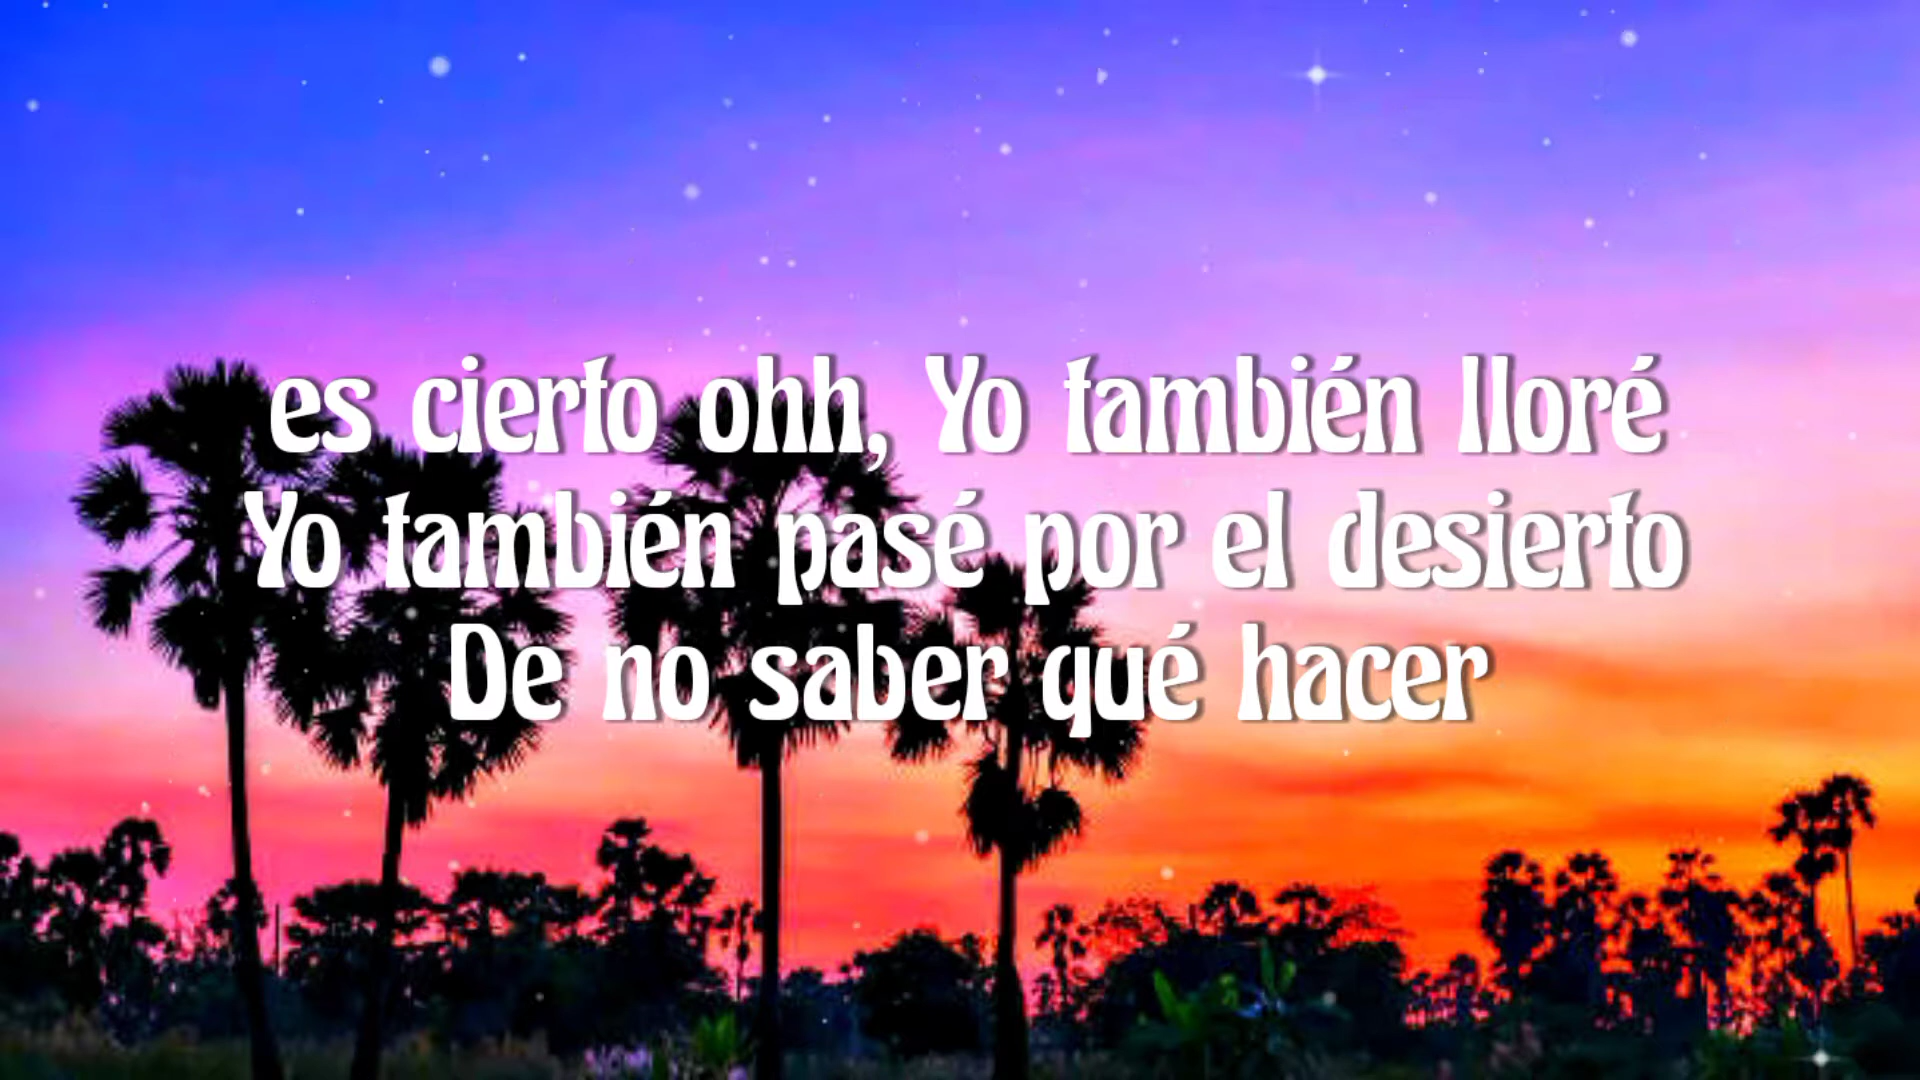 es cierto ohh, Yo también lloré
Yo también pasé por el desierto
De no saber qué hacer